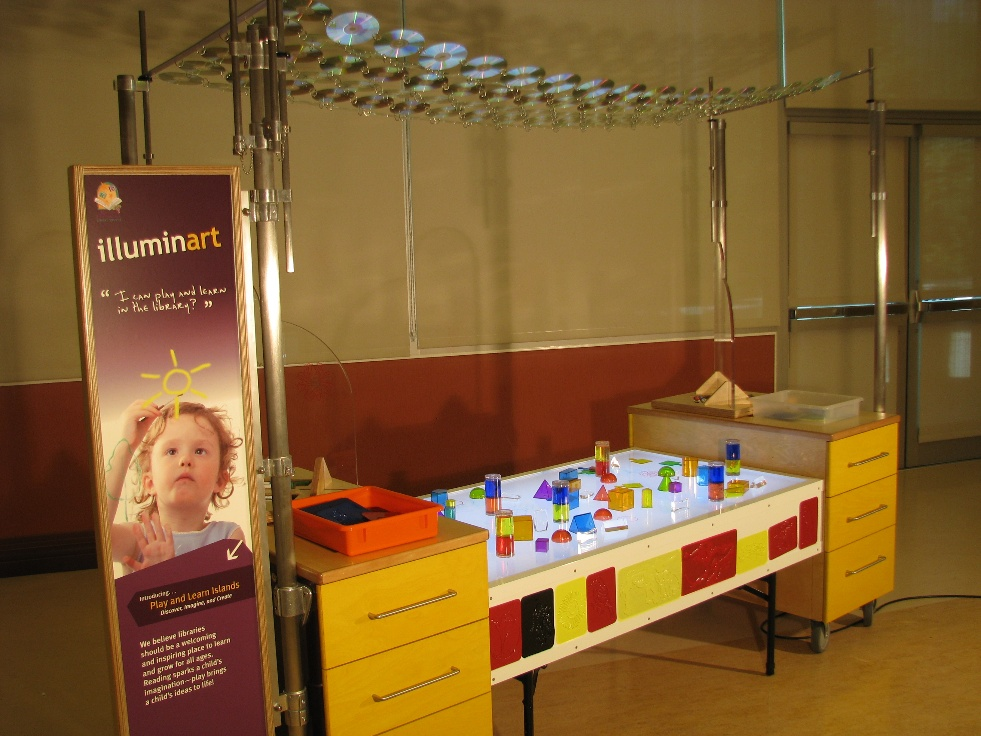 illuminart
“I can play and learn
in the library?”
Introducing...
Play and Learn Islands
Discover, Imagine, and Create
We believe libraries
should be a welcoming
and inspiring place to learn
and grow for all ages.
Reading sparks a child's
imagination—play brings
a child's ideas to life!